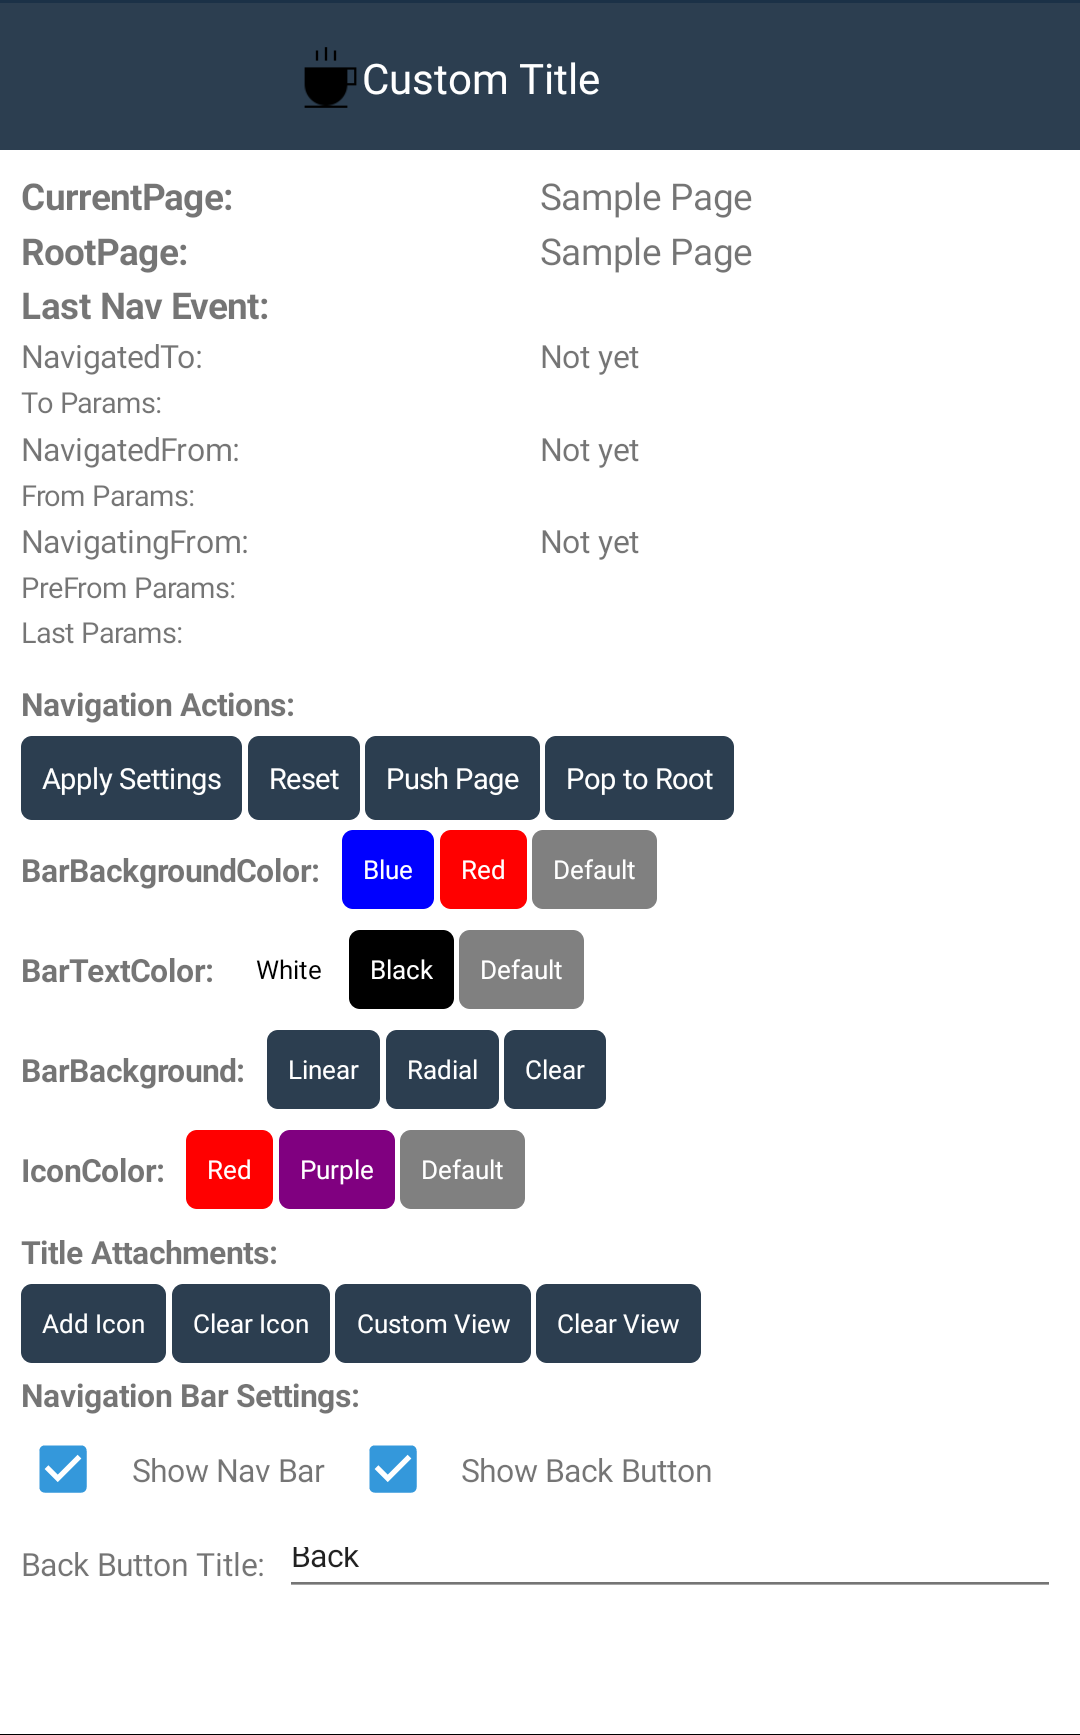 Custom Title
CurrentPage: Sample Page
RootPage: Sample Page
Last Nav Event:
NavigatedTo: Not yet
To Params:
NavigatedFrom: Not yet
From Params:
NavigatingFrom: Not yet
PreFrom Params:
Last Params:
Navigation Actions:
Apply Settings Reset Push Page Pop to Root
BarBackgroundColor: Blue Red Default
BarTextColor: White Black Default
BarBackground: Linear Radial Clear
IconColor: Red Purple Default
Title Attachments:
Add Icon Clear Icon Custom View Clear View
Navigation Bar Settings:
Show Nav Bar Show Back Button
Back Button Title: Back